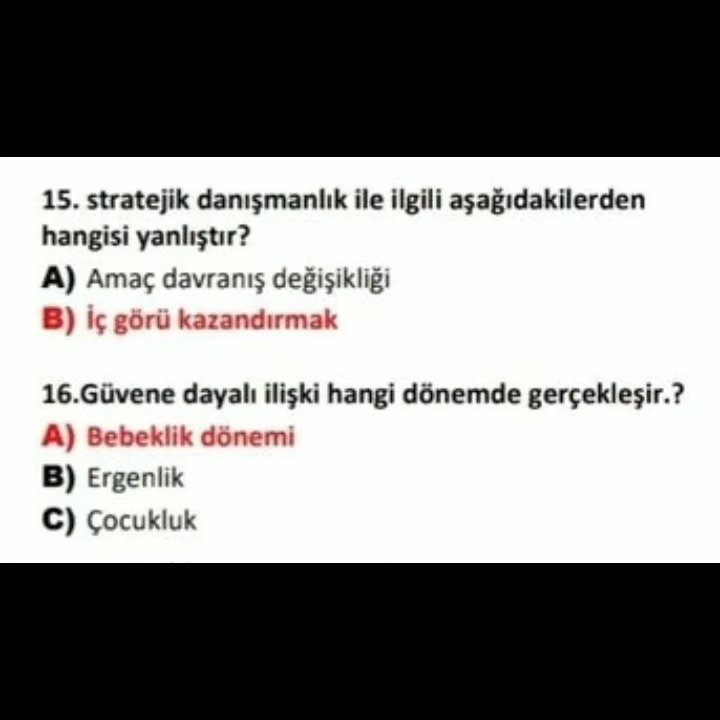 15. stratejik danışmanlık ile ilgili aşağıdakilerden
hangisi yanlıştır?
A) Amaç davranış değişikliği
B) İç görü kazandırmak
16.Güvene dayalı ilişki hangi dönemde gerçekleşir.?
A) Bebeklik dönemi
B) Ergenlik
C) Çocukluk